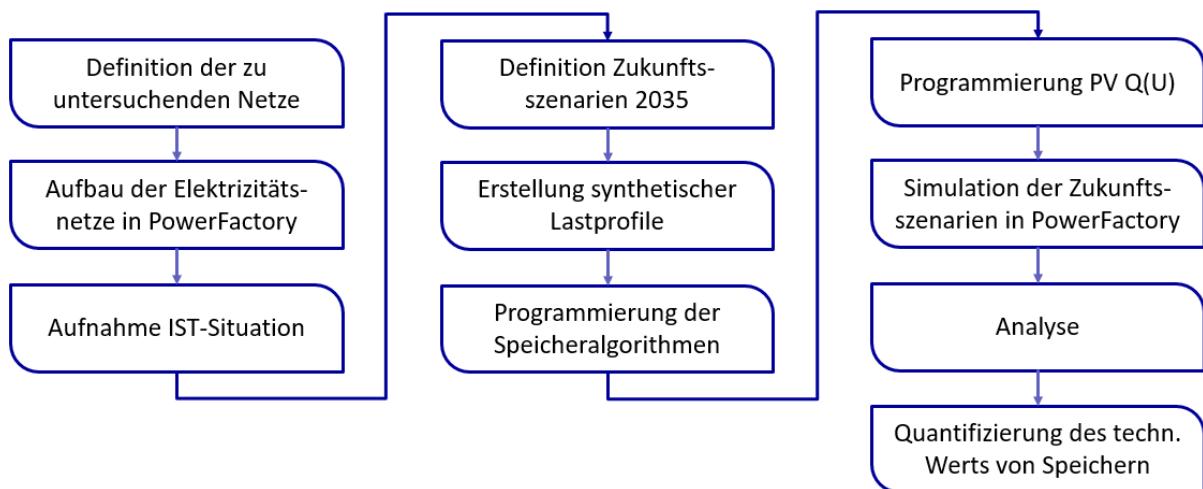 Definition der zu
untersuchenden Netze
Aufbau der Elektrizitäts-
netze in PowerFactory
Aufnahme IST-Situation
Definition Zukunfts-
szenarien 2035
Erstellung synthetischer
Lastprofile
Programmierung der
Speicheralgorithmen
Programmierung PV Q(U)
Simulation der Zukunfts-
szenarien in PowerFactory
Analyse
Quantifizierung des techn.
Werts von Speichern